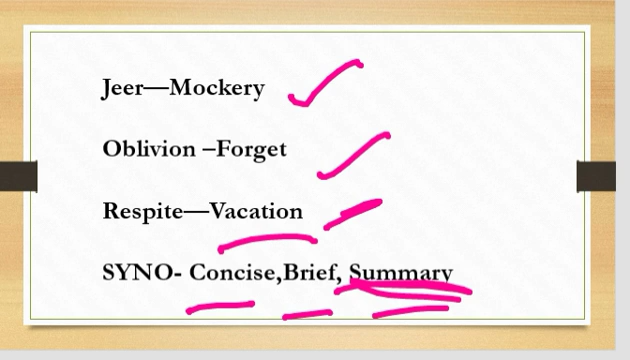 Jeer—Mockery
Oblivion –Forget
Respite—Vacation
SYNO- Concise,Brief, Summary